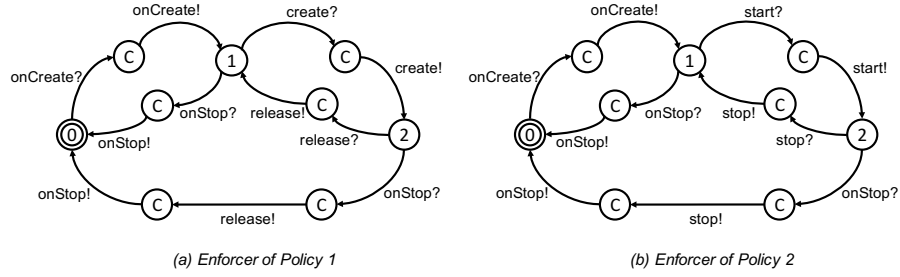 onCreate!
create?
C
C
onCreate?
1
create!
C
C
release!
onStop?
0
onStop!
release?
2
onStop!
onStop?
C
C
release!
(a) Enforcer of Policy 1
onCreate!
start?
C
C
onCreate?
1
start!
C
C
stop!
onStop?
0
onStop!
stop?
2
onStop!
onStop?
C
C
stop!
(b) Enforcer of Policy 2